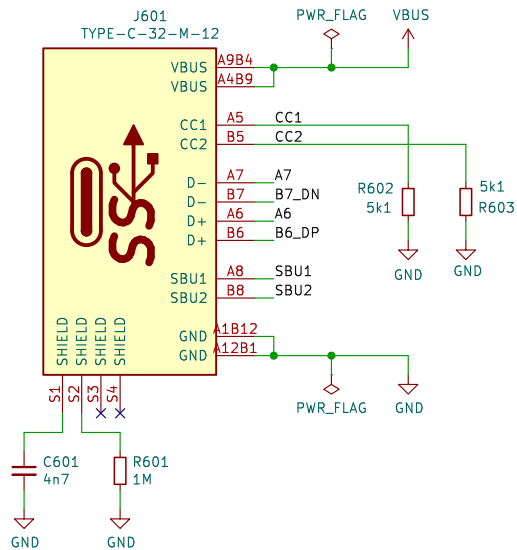 J601
TYPE-C-32-M-12
PWR_FLAG
VBUS
VBUS A9B4
VBUS A4B9
CC1 A5 CC1
CC2 B5 CC2
D- A7 A7
D- B7 B7_DN
D+ A6 A6
D+ B6 B6_DP
R602
5k1
5k1
R603
GND
GND
SBU1 A8 SBU1
SBU2 B8 SBU2
SS
GND A1B12
GND A12B1
SHIELD SHIELD SHIELD SHIELD
S1 S2 S3 S4
PWR_FLAG
GND
C601
4n7
R601
1M
GND
GND